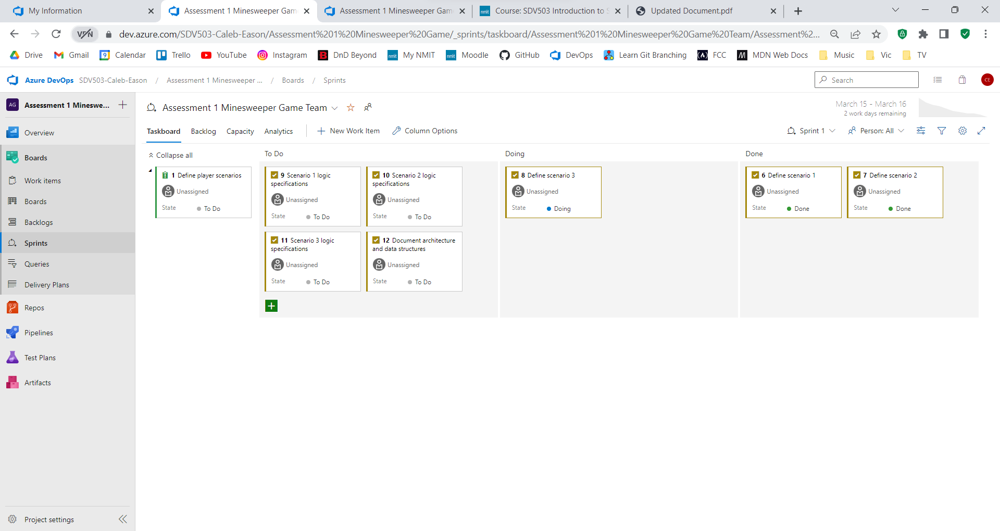 My Information
Assessment 1 Minesweeper Gam
Assessment 1 Minesweeper Gam
Course: SDV503 Introduction to S
Updated Document.pdf
VPN
dev.azure.com/SDV503-Caleb-Eason/Assessment%201%20Minesweeper%20Game/_sprints/taskboard/Assessment%201%20Minesweeper%20Game%20Team/Assessment%2...
Drive
Gmail
9
Calendar
Trello
YouTube
Instagram
DnD Beyond
nmit
My NMIT
nmit
Moodle
GitHub
DevOps
Learn Git Branching
FCC
MDN Web Docs
Music
Vic
TV
Azure DevOps
SDV503-Caleb-Eason / Assessment 1 Minesweeper ... / Boards / Sprints
Search
CE
AG
Assessment 1 Mineswe...
Overview
Boards
Work items
Boards
Backlogs
Sprints
Queries
Delivery Plans
Repos
Pipelines
Test Plans
Artifacts
Project settings
Assessment 1 Minesweeper Game Team
March 15 - March 16
2 work days remaining
Taskboard
Backlog
Capacity
Analytics
New Work Item
Column Options
Sprint 1
Person: All
Collapse all
To Do
Doing
Done
1 Define player scenarios
Unassigned
State
To Do
9 Scenario 1 logic
specifications
Unassigned
State
To Do
10 Scenario 2 logic
specifications
Unassigned
State
To Do
11 Scenario 3 logic
specifications
Unassigned
State
To Do
12 Document architecture
and data structures
Unassigned
State
To Do
8 Define scenario 3
Unassigned
State
Doing
6 Define scenario 1
Unassigned
State
Done
7 Define scenario 2
Unassigned
State
Done